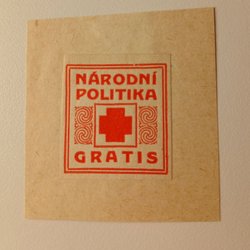 NÁRODNÍ
POLITIKA
GRATIS